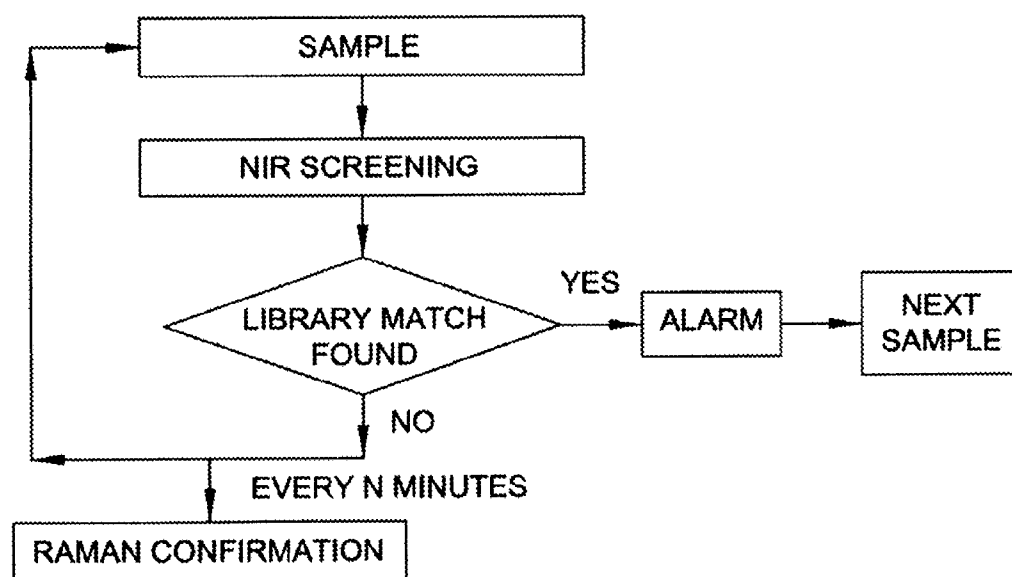 SAMPLE
NIR SCREENING
LIBRARY MATCH
FOUND
YES
ALARM
NEXT
SAMPLE
NO
EVERY N MINUTES
RAMAN CONFIRMATION